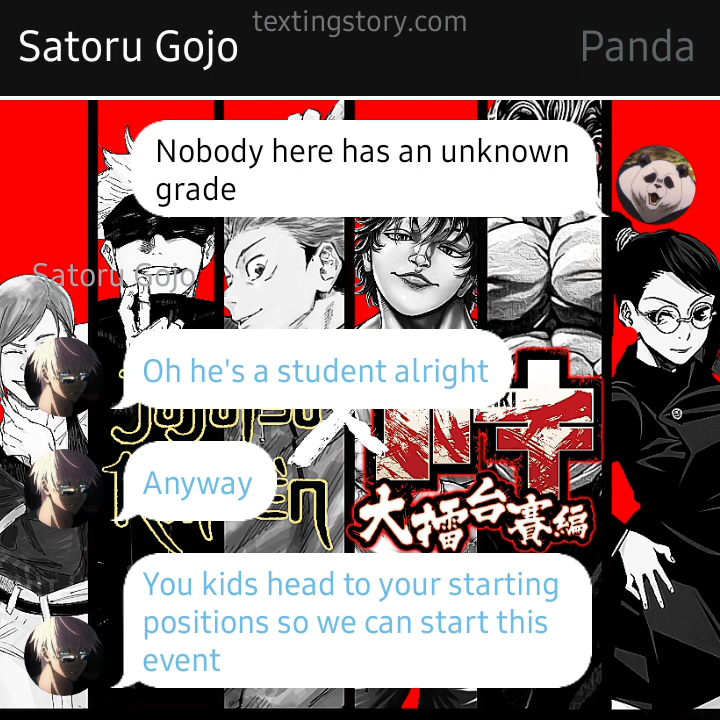 textingstory.com
Satoru Gojo
Panda
Nobody here has an unknown
grade
Satoru Gojo
Oh he's a student alright
Anyway
You kids head to your starting
positions so we can start this
event
大擂台賽編